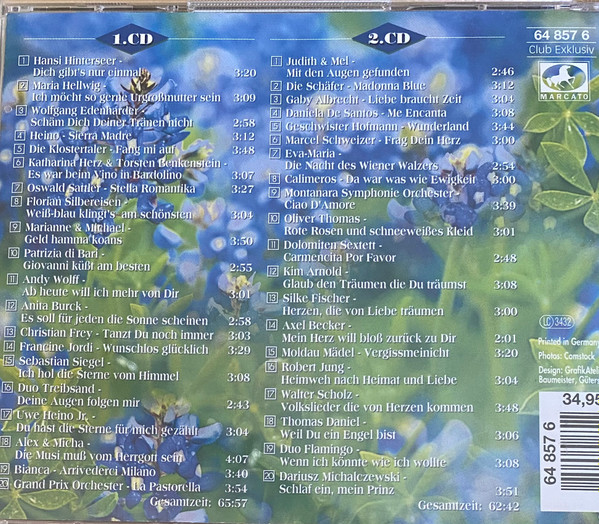 1. CD
1 Hansi Hinterseer -
Dich gibt's nur einmal 3:20
2 Maria Hellwig -
Ich möcht so gerne Urgroßmutter sein 3:09
3 Wolfgang Edenharder -
Schäm Dich Deiner Tränen nicht 2:58
4 Heino - Sierra Madre 3:12
5 Die Klostertaler - Fang mi auf 3:48
6 Katharina Herz & Torsten Benkenstein -
Es war beim Vino in Bardolino 3:07
7 Oswald Sattler - Stella Romantika 3:27
8 Florian Silbereisen -
Weiß-blau klingt's am schönsten 3:04
9 Marianne & Michael -
Geld hamma koans 3:50
10 Patrizia di Bari -
Giovanni küßt am besten 2:55
11 Andy Wolff -
Ab heute will ich mehr von Dir 3:01
12 Anita Burck -
Es soll für jeden die Sonne scheinen 2:58
13 Christian Frey - Tanzt Du noch immer 3:03
14 Francine Jordi - Wunschlos glücklich 3:29
15 Sebastian Siegel -
Ich hol die Sterne vom Himmel 3:08
16 Duo Treibsand -
Deine Augen folgen mir 2:43
17 Uwe Heino Jr. -
Du hast die Sterne für mich gezählt 3:04
18 Alex & Micha -
Die Musi muß vom Herrgott sein 4:07
19 Bianca - Arrivederci Milano 3:40
20 Grand Prix Orchester - La Pastorella 3:54
Gesamtzeit: 65:57
2. CD
1 Judith & Mel -
Mit den Augen gefunden 2:46
2 Die Schäfer - Madonna Blue 3:12
3 Gaby Albrecht - Liebe braucht Zeit 3:04
4 Daniela De Santos - Me Encanta 3:08
5 Geschwister Hofmann - Wunderland 3:44
6 Marcel Schweizer - Frag Dein Herz 3:00
7 Eva-Maria -
Die Nacht des Wiener Walzers 2:54
8 Calimeros - Da war was wie Ewigkeit 3:00
9 Montanara Symphonie Orchester -
Ciao D'Amore 3:39
10 Oliver Thomas -
Rote Rosen und schneeweißes Kleid 3:01
11 Dolomiten Sextett -
Carmencita Por Favor 2:48
12 Kim Arnold -
Glaub den Träumen die Du träumst 3:08
13 Silke Fischer -
Herzen, die von Liebe träumen 3:00
14 Axel Becker -
Mein Herz will bloß zurück zu Dir 3:01
15 Moldau Mädel - Vergissmeinicht 3:20
16 Robert Jung -
Heimweh nach Heimat und Liebe 3:04
17 Walter Scholz -
Volkslieder die von Herzen kommen 3:48
18 Thomas Daniel -
Weil Du ein Engel bist 3:06
19 Duo Flamingo -
Wenn ich könnte wie ich wollte 3:08
20 Dariusz Michalczewski -
Schlaf ein, mein Prinz 3:51
Gesamtzeit: 62:42
64 857 6
Club Exklusiv
MARCATO
LC 3432
Printed in Germany
Photos: Comstock
Design: GrafikAteli
Baumeister, Güters
34,95
64 857 6